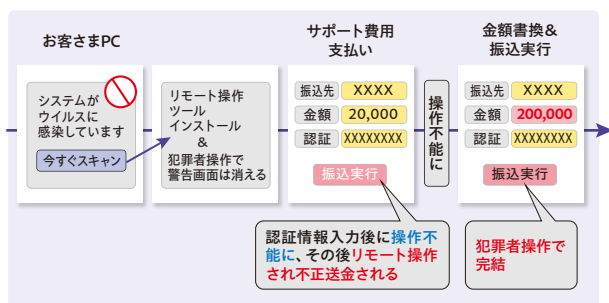 お客さまPC
システムが
ウイルスに
感染しています
今すぐスキャン
リモート操作
ツール
インストール
&
犯罪者操作で
警告画面は消える
サポート費用
支払い
振込先 XXXX
金額 20,000
認証 XXXXXXXX
振込実行
操作不能に
金額書換&
振込実行
振込先 XXXX
金額 200,000
認証 XXXXXXXX
振込実行
認証情報入力後に操作不
能に、その後リモート操作
され不正送金される
犯罪者操作で
完結